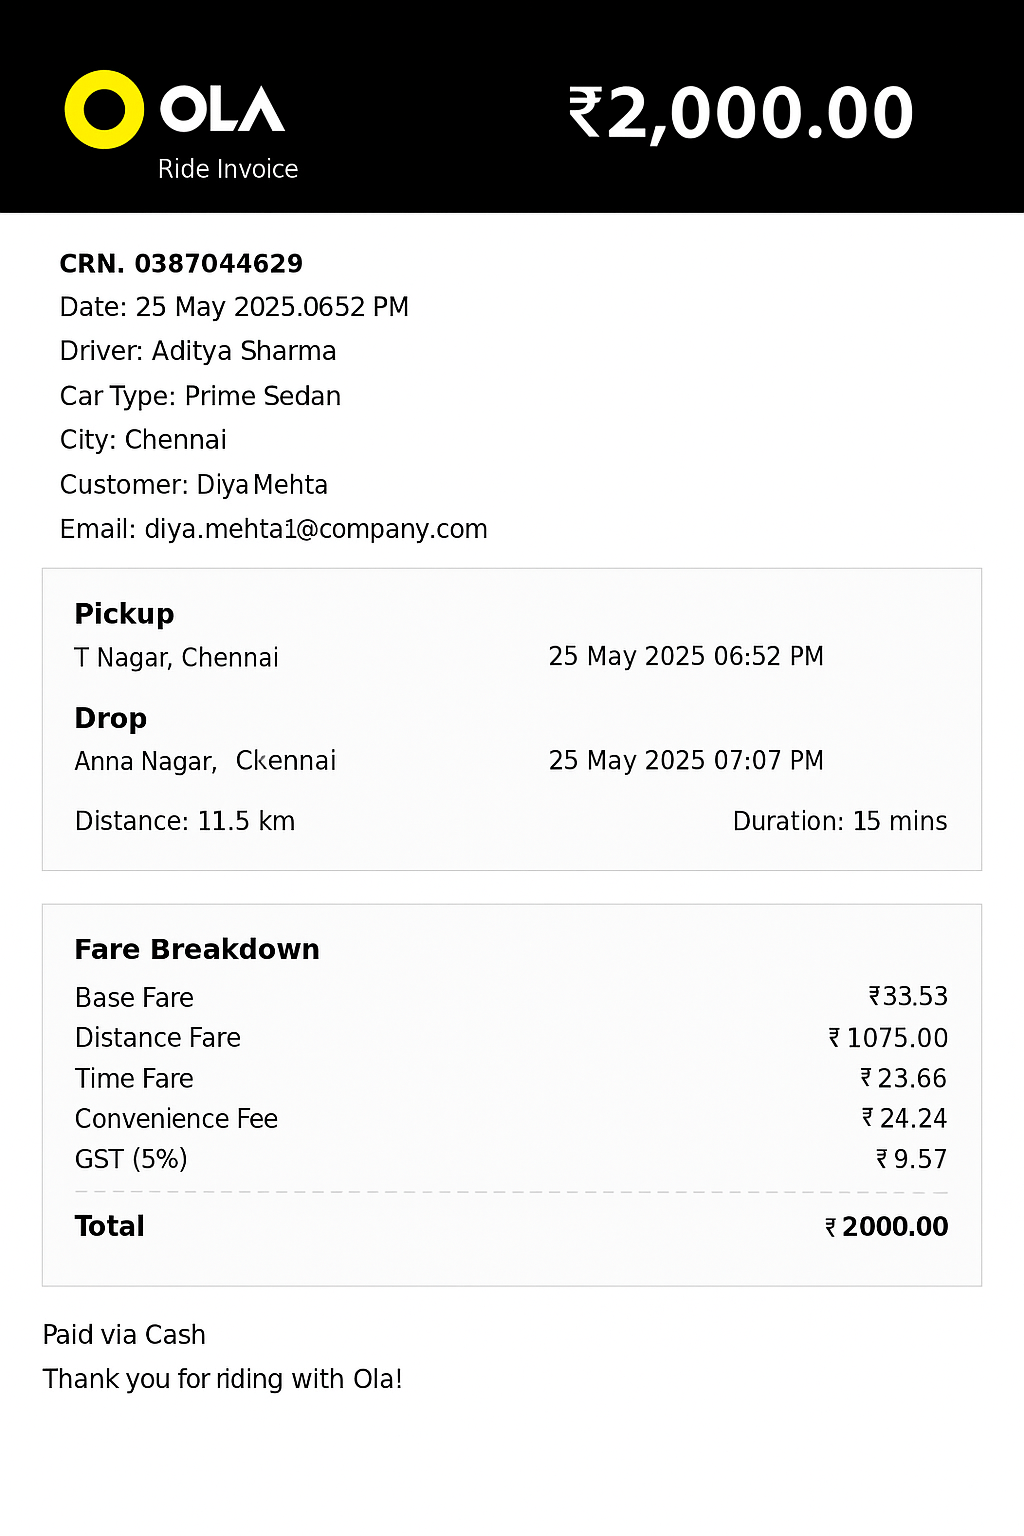 OLA
Ride Invoice
₹2,000.00
CRN. 0387044629
Date: 25 May 2025.0652 PM
Driver: Aditya Sharma
Car Type: Prime Sedan
City: Chennai
Customer: Diya Mehta
Email: diya.mehta1@company.com
Pickup
T Nagar, Chennai 25 May 2025 06:52 PM
Drop
Anna Nagar, Ckennai 25 May 2025 07:07 PM
Distance: 11.5 km Duration: 15 mins
Fare Breakdown
Base Fare ₹33.53
Distance Fare ₹ 1075.00
Time Fare ₹ 23.66
Convenience Fee ₹ 24.24
GST (5%) ₹ 9.57
Total ₹ 2000.00
Paid via Cash
Thank you for riding with Ola!